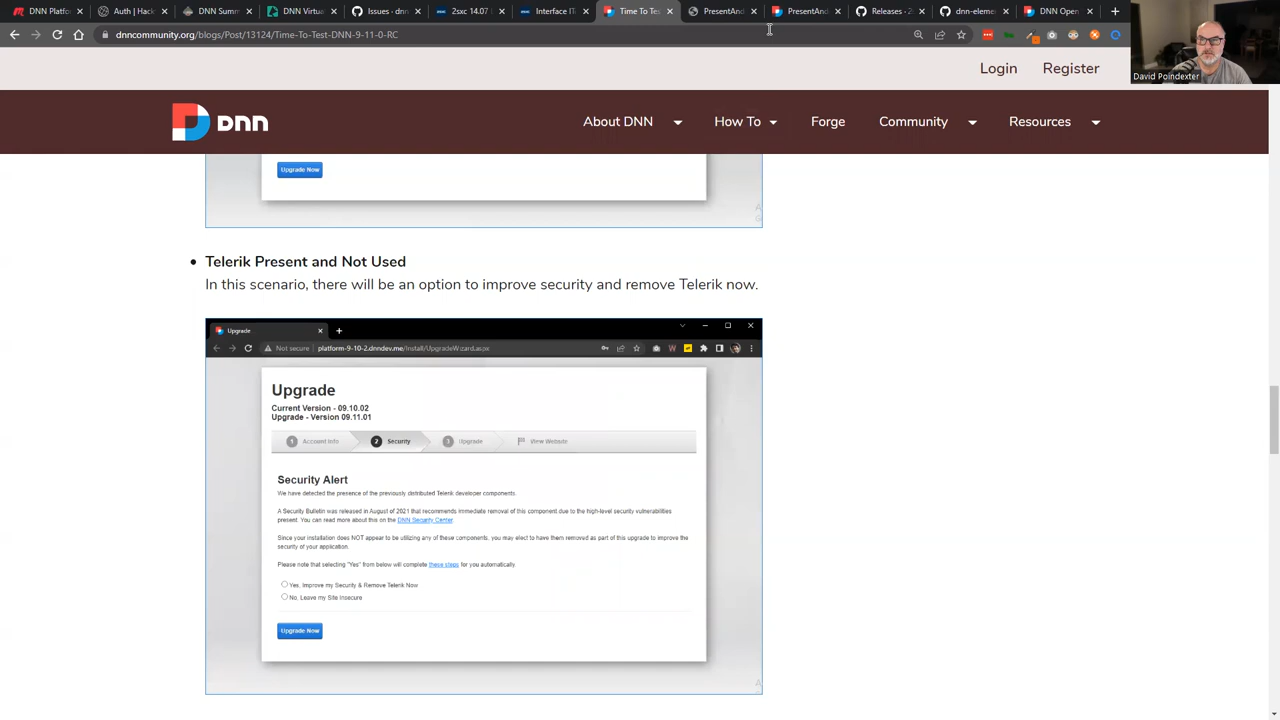 DNN Platform
Auth | Hack
DNN Summ
DNN Virtua
Issues · dnn
2sxc 14.07
Interface ITo
Time To Tes
PresentAnd
PresentAnd
Releases · 2s
dnn-eleme
DNN Open
dnncommunity.org/blogs/Post/13124/Time-To-Test-DNN-9-11-0-RC
David Poindexter
Login
Register
dnn
About DNN
How To
Forge
Community
Resources
Upgrade Now
Telerik Present and Not Used
In this scenario, there will be an option to improve security and remove Telerik now.
Upgrade
Not secure
platform-9-10-2.dnndev.me/Install/UpgradeWizard.aspx
Upgrade
Current Version - 09.10.02
Upgrade - Version 09.11.01
1 Account Info
2 Security
3 Upgrade
View Website
Security Alert
We have detected the presence of the previously distributed Telerik developer components.
A Security Bulletin was released in August of 2021 that recommends immediate removal of this component due to the high-level security vulnerabilities
present. You can read more about this on the DNN Security Center.
Since your installation does NOT appear to be utilizing any of these components, you may elect to have them removed as part of this upgrade to improve the
security of your application.
Please note that selecting "Yes" from below will complete these steps for you automatically.
Yes, Improve my Security & Remove Telerik Now
No, Leave my Site Insecure
Upgrade Now